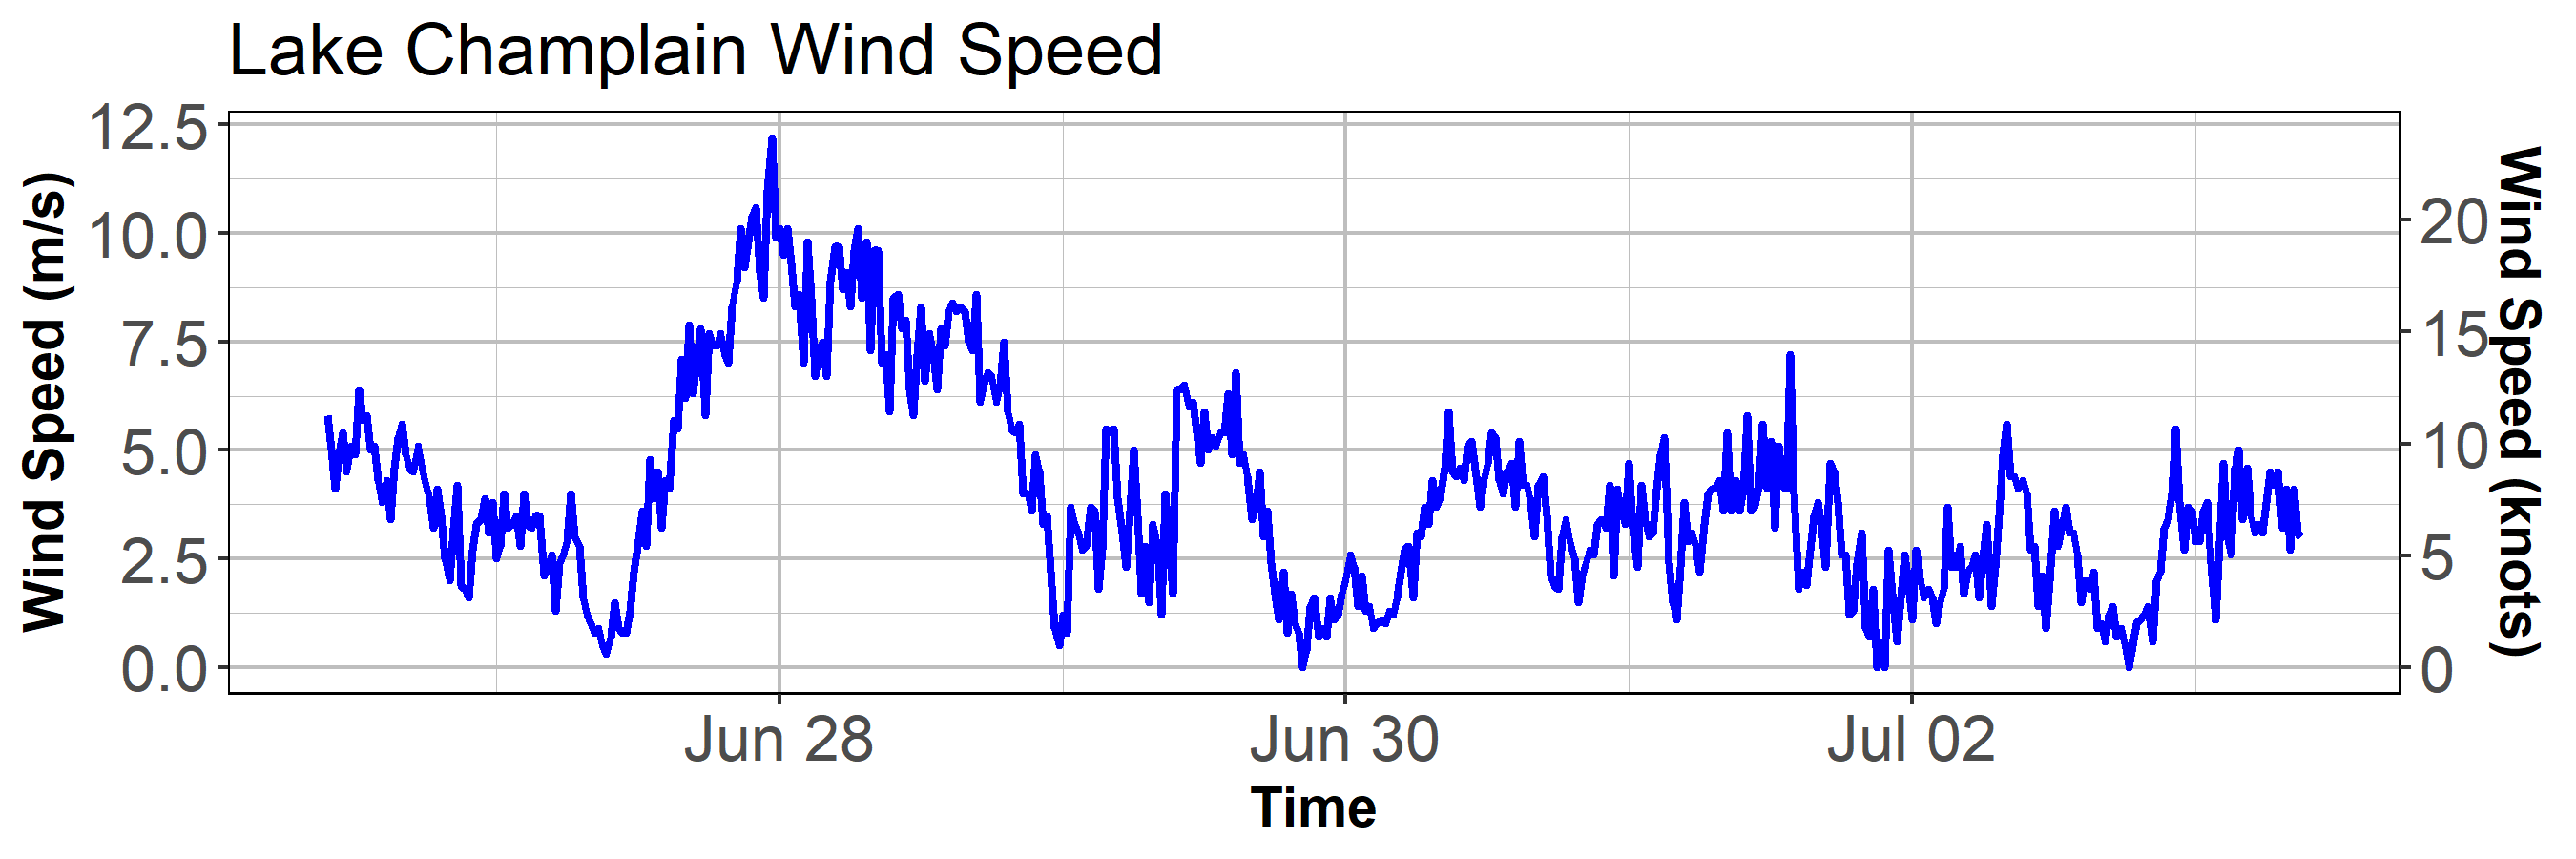 Lake Champlain Wind Speed
12.5
10.0
7.5
5.0
2.5
0.0
Wind Speed (m/s)
20
15
10
5
0
Wind Speed (knots)
Jun 28
Jun 30
Jul 02
Time